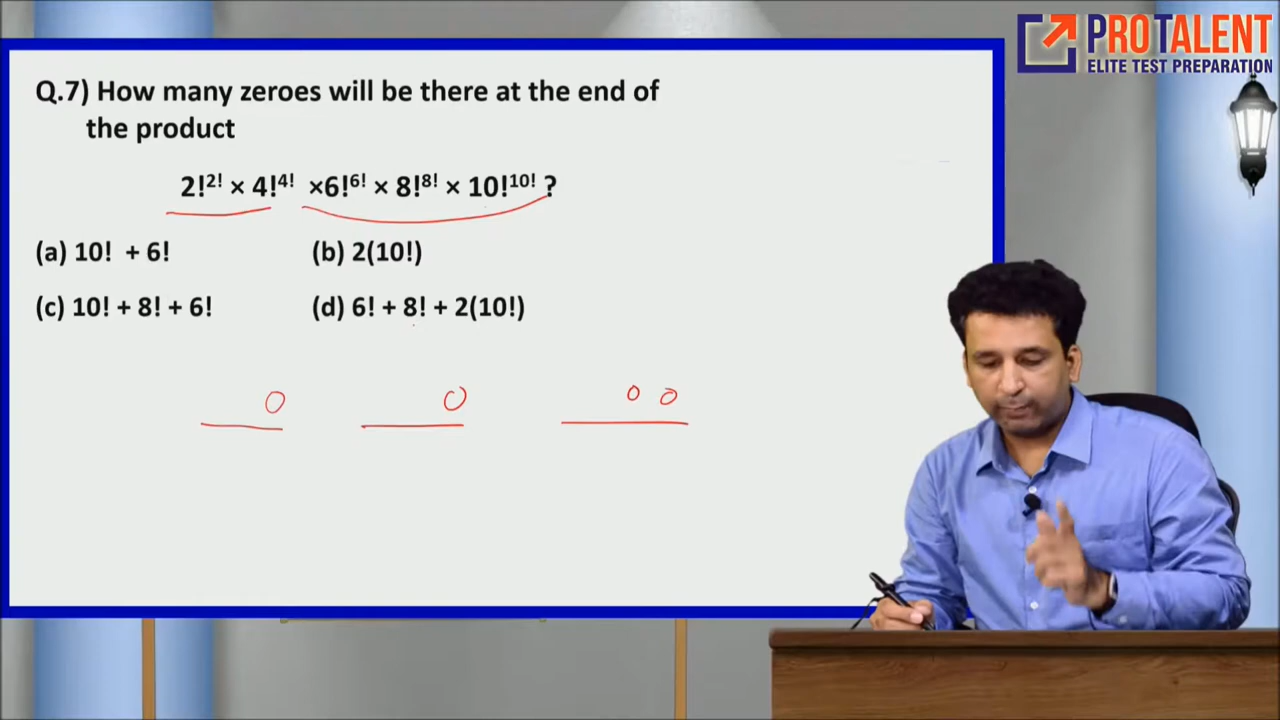 PROTALENT
ELITE TEST PREPARATION
Q.7) How many zeroes will be there at the end of
the product
2!²! × 4!⁴! ×6!⁶! × 8!⁸! × 10!¹⁰! ?
(a) 10! + 6! (b) 2(10!)
(c) 10! + 8! + 6! (d) 6! + 8! + 2(10!)
0 0 0 0